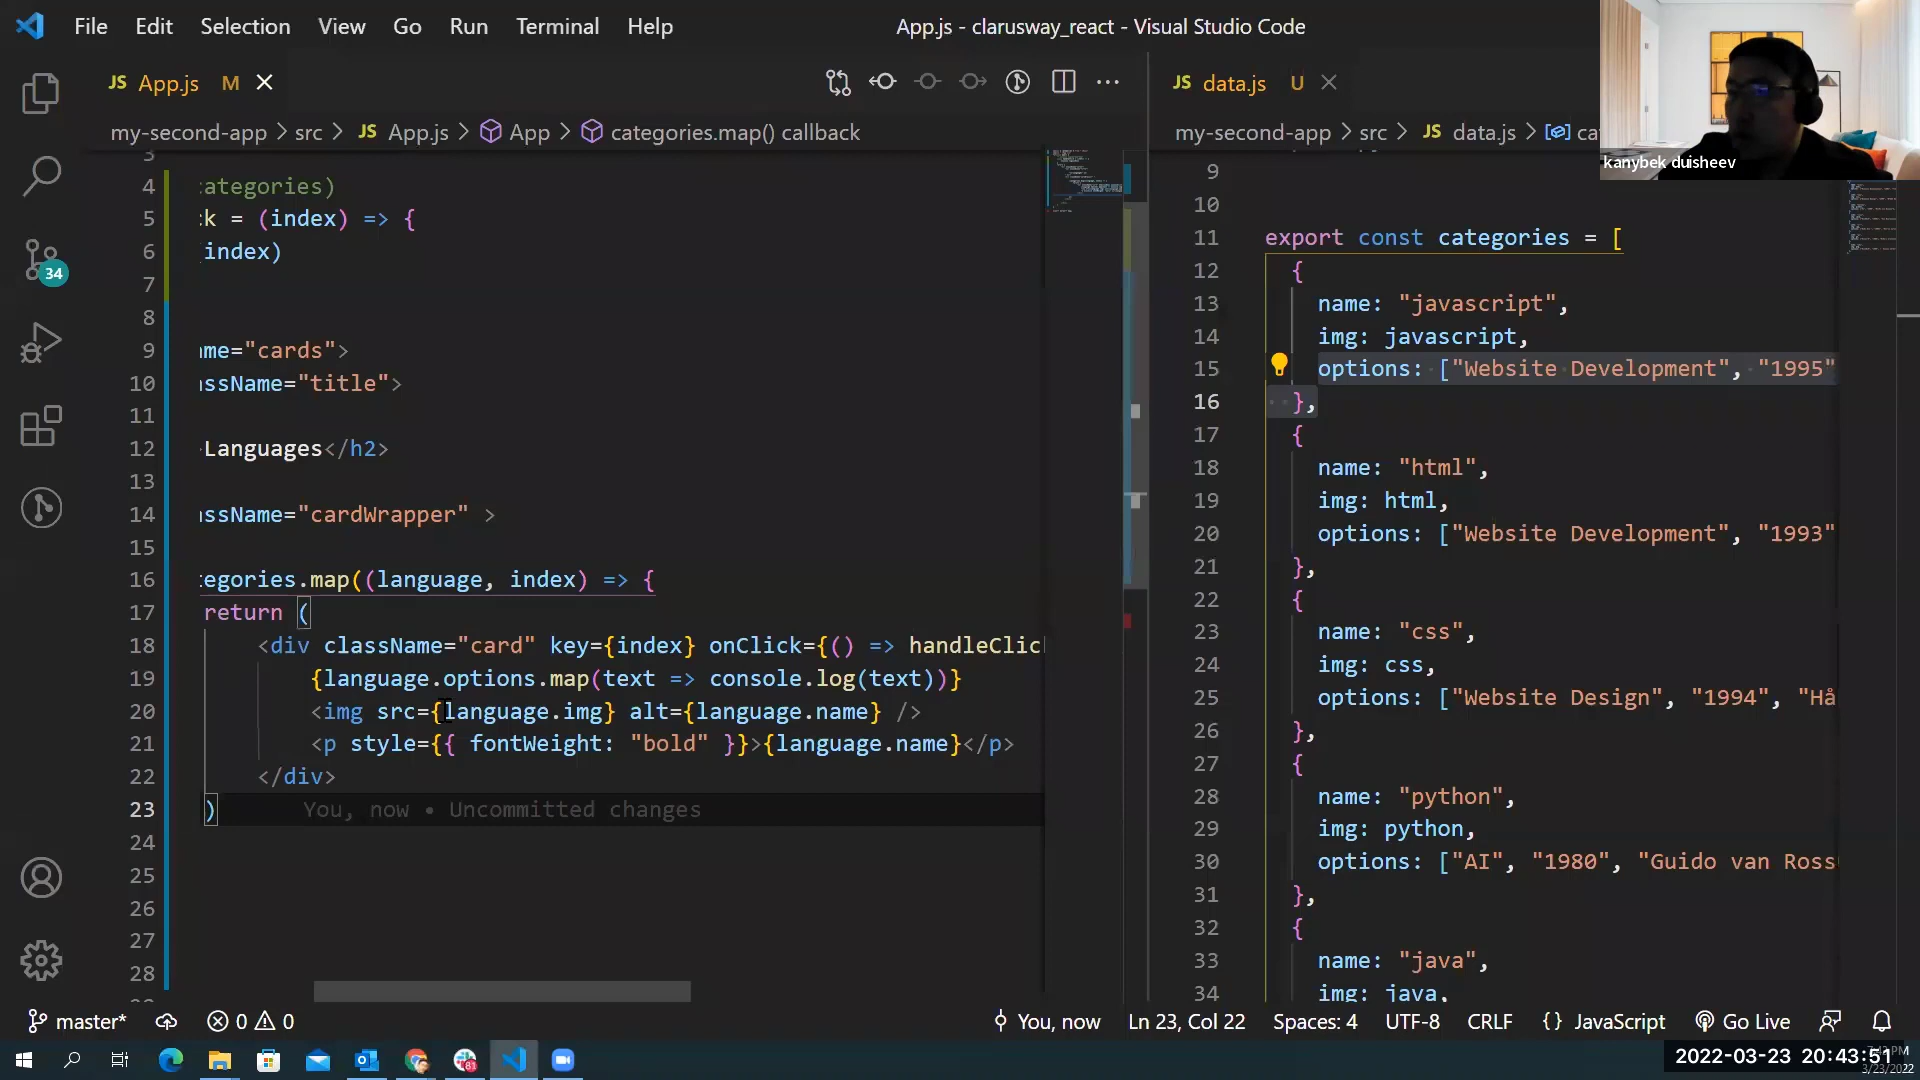 File Edit Selection View Go Run Terminal Help
App.js - clarusway_react - Visual Studio Code
JS App.js M
JS data.js U
my-second-app > src > JS App.js > App > categories.map() callback
my-second-app > src > JS data.js > ca
kanybek duisheev
34
3
4 categories)
5 k = (index) => {
6 index)
7
8
9 me="cards">
10 ssName="title">
11
12 Languages</h2>
13
14 ssName="cardWrapper" >
15
16 tegories.map((language, index) => {
17 return (
18 <div className="card" key={index} onClick={() => handleClic
19 {language.options.map(text => console.log(text))}
20 <img src={language.img} alt={language.name} />
21 <p style={{ fontWeight: "bold" }}>{language.name}</p>
22 </div>
23 ) You, now • Uncommitted changes
24
25
26
27
28
9
10
11 export const categories = [
12 {
13 name: "javascript",
14 img: javascript,
15 options: ["Website Development", "1995"
16 },
17 {
18 name: "html",
19 img: html,
20 options: ["Website Development", "1993"
21 },
22 {
23 name: "css",
24 img: css,
25 options: ["Website Design", "1994", "Hå
26 },
27 {
28 name: "python",
29 img: python,
30 options: ["AI", "1980", "Guido van Ross
31 },
32 {
33 name: "java",
34 img: java,
master* 0 0 You, now Ln 23, Col 22 Spaces: 4 UTF-8 CRLF {} JavaScript Go Live
2022-03-23 20:43:51
3/23/2022